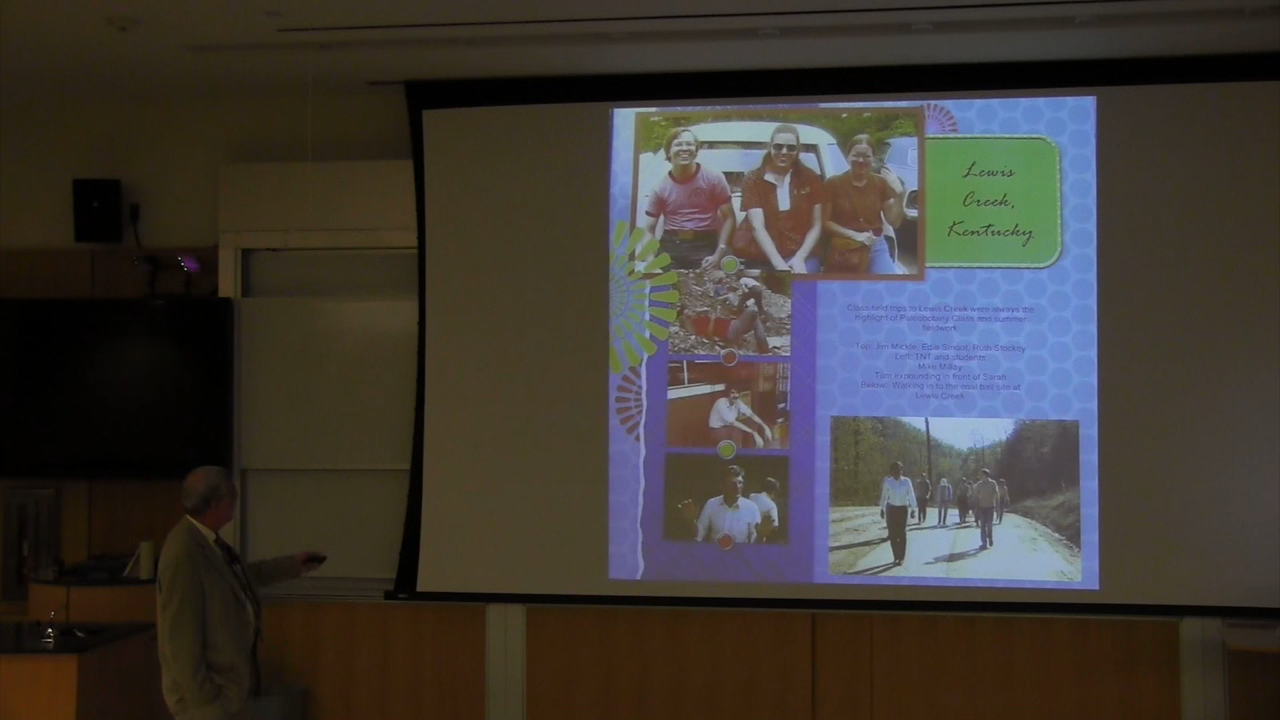 Lewis
Creek,
Kentucky
Class field trips to Lewis Creek were always the
highlight of Paleobotany Class and summer
fieldwork
Top: Jim Mickle, Edie Smoot, Ruth Stockey
Left: TNT and students
Mike Millay
Tom expounding in front of Sarah
Below: Walking in to the coal ball site at
Lewis Creek